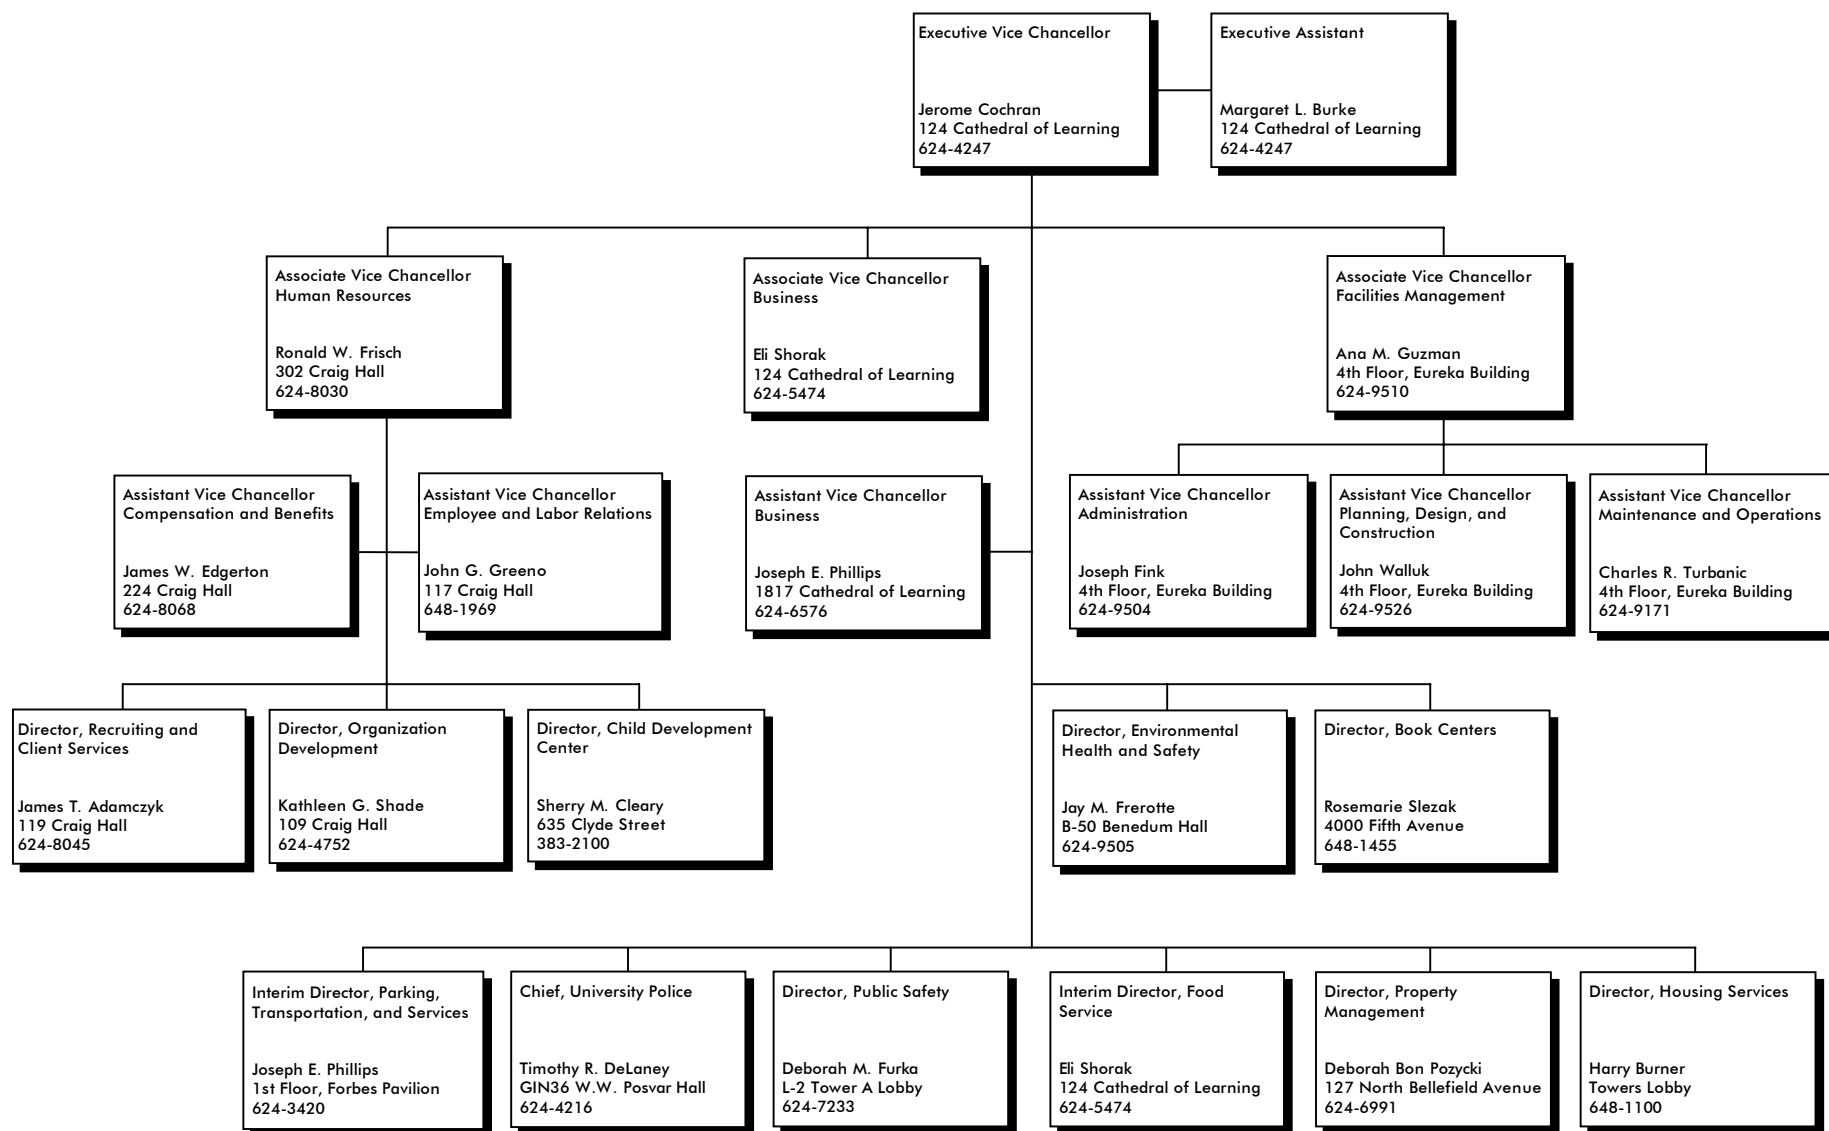 Executive Vice Chancellor
Jerome Cochran
124 Cathedral of Learning
624-4247
Executive Assistant
Margaret L. Burke
124 Cathedral of Learning
624-4247
Associate Vice Chancellor
Human Resources
Ronald W. Frisch
302 Craig Hall
624-8030
Associate Vice Chancellor
Business
Eli Shorak
124 Cathedral of Learning
624-5474
Associate Vice Chancellor
Facilities Management
Ana M. Guzman
4th Floor, Eureka Building
624-9510
Assistant Vice Chancellor
Compensation and Benefits
James W. Edgerton
224 Craig Hall
624-8068
Assistant Vice Chancellor
Employee and Labor Relations
John G. Greeno
117 Craig Hall
648-1969
Assistant Vice Chancellor
Business
Joseph E. Phillips
1817 Cathedral of Learning
624-6576
Assistant Vice Chancellor
Administration
Joseph Fink
4th Floor, Eureka Building
624-9504
Assistant Vice Chancellor
Planning, Design, and
Construction
John Walluk
4th Floor, Eureka Building
624-9526
Assistant Vice Chancellor
Maintenance and Operations
Charles R. Turbanic
4th Floor, Eureka Building
624-9171
Director, Recruiting and
Client Services
James T. Adamczyk
119 Craig Hall
624-8045
Director, Organization
Development
Kathleen G. Shade
109 Craig Hall
624-4752
Director, Child Development
Center
Sherry M. Cleary
635 Clyde Street
383-2100
Director, Environmental
Health and Safety
Jay M. Frerotte
B-50 Benedum Hall
624-9505
Director, Book Centers
Rosemarie Slezak
4000 Fifth Avenue
648-1455
Interim Director, Parking,
Transportation, and Services
Joseph E. Phillips
1st Floor, Forbes Pavilion
624-3420
Chief, University Police
Timothy R. DeLaney
GIN36 W.W. Posvar Hall
624-4216
Director, Public Safety
Deborah M. Furka
L-2 Tower A Lobby
624-7233
Interim Director, Food
Service
Eli Shorak
124 Cathedral of Learning
624-5474
Director, Property
Management
Deborah Bon Pozycki
127 North Bellefield Avenue
624-6991
Director, Housing Services
Harry Burner
Towers Lobby
648-1100